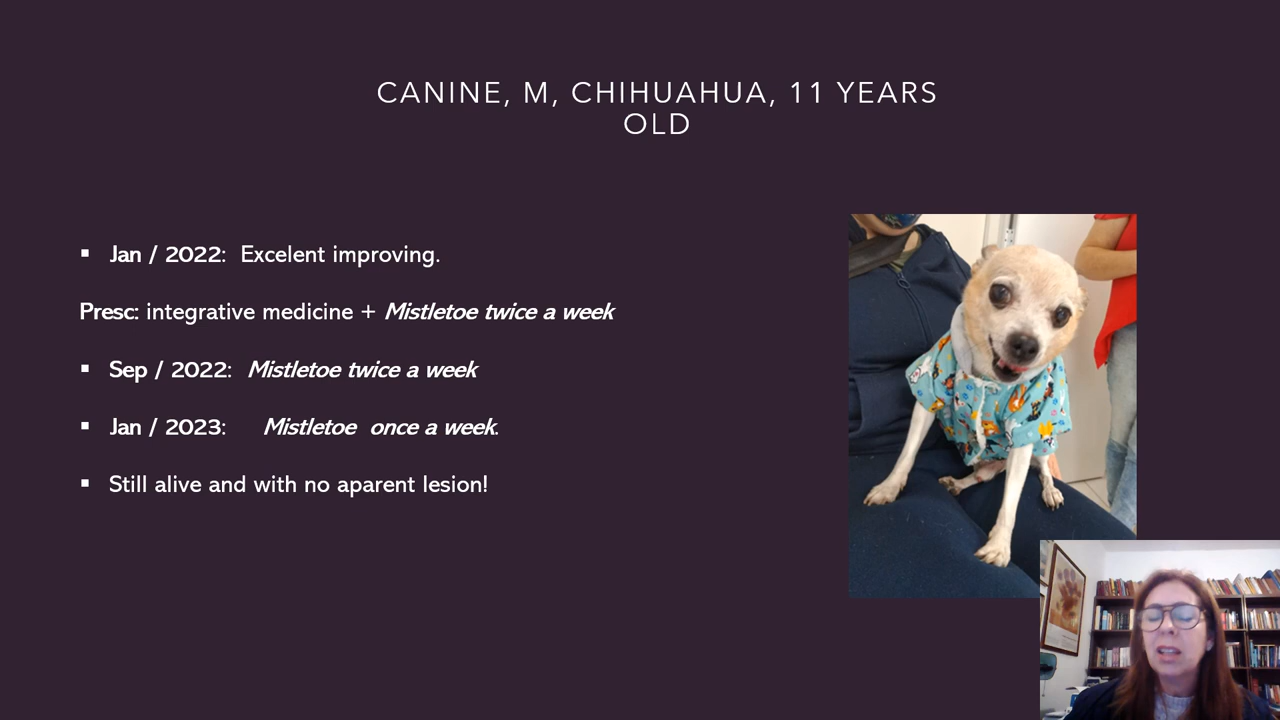 CANINE, M, CHIHUAHUA, 11 YEARS
OLD
▪ Jan / 2022: Excelent improving.
Presc: integrative medicine + Mistletoe twice a week
▪ Sep / 2022: Mistletoe twice a week
▪ Jan / 2023: Mistletoe once a week.
▪ Still alive and with no aparent lesion!